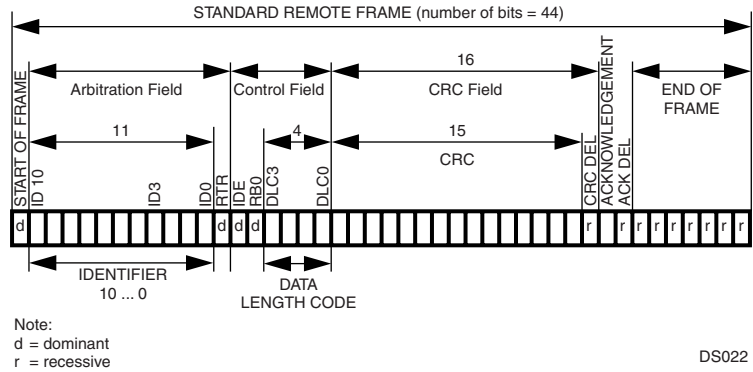 STANDARD REMOTE FRAME (number of bits = 44)
16
Arbitration Field
Control Field
CRC Field
END OF
FRAME
11
4
15
CRC
START OF FRAME
ID 10
ID3
ID0
RTR
IDE
RB0
DLC3
DLC0
CRC DEL
ACKNOWLEDGEMENT
ACK DEL
d d d d r r r r r r r r r
IDENTIFIER
10 ... 0
DATA
LENGTH CODE
Note:
d = dominant
r = recessive
DS022